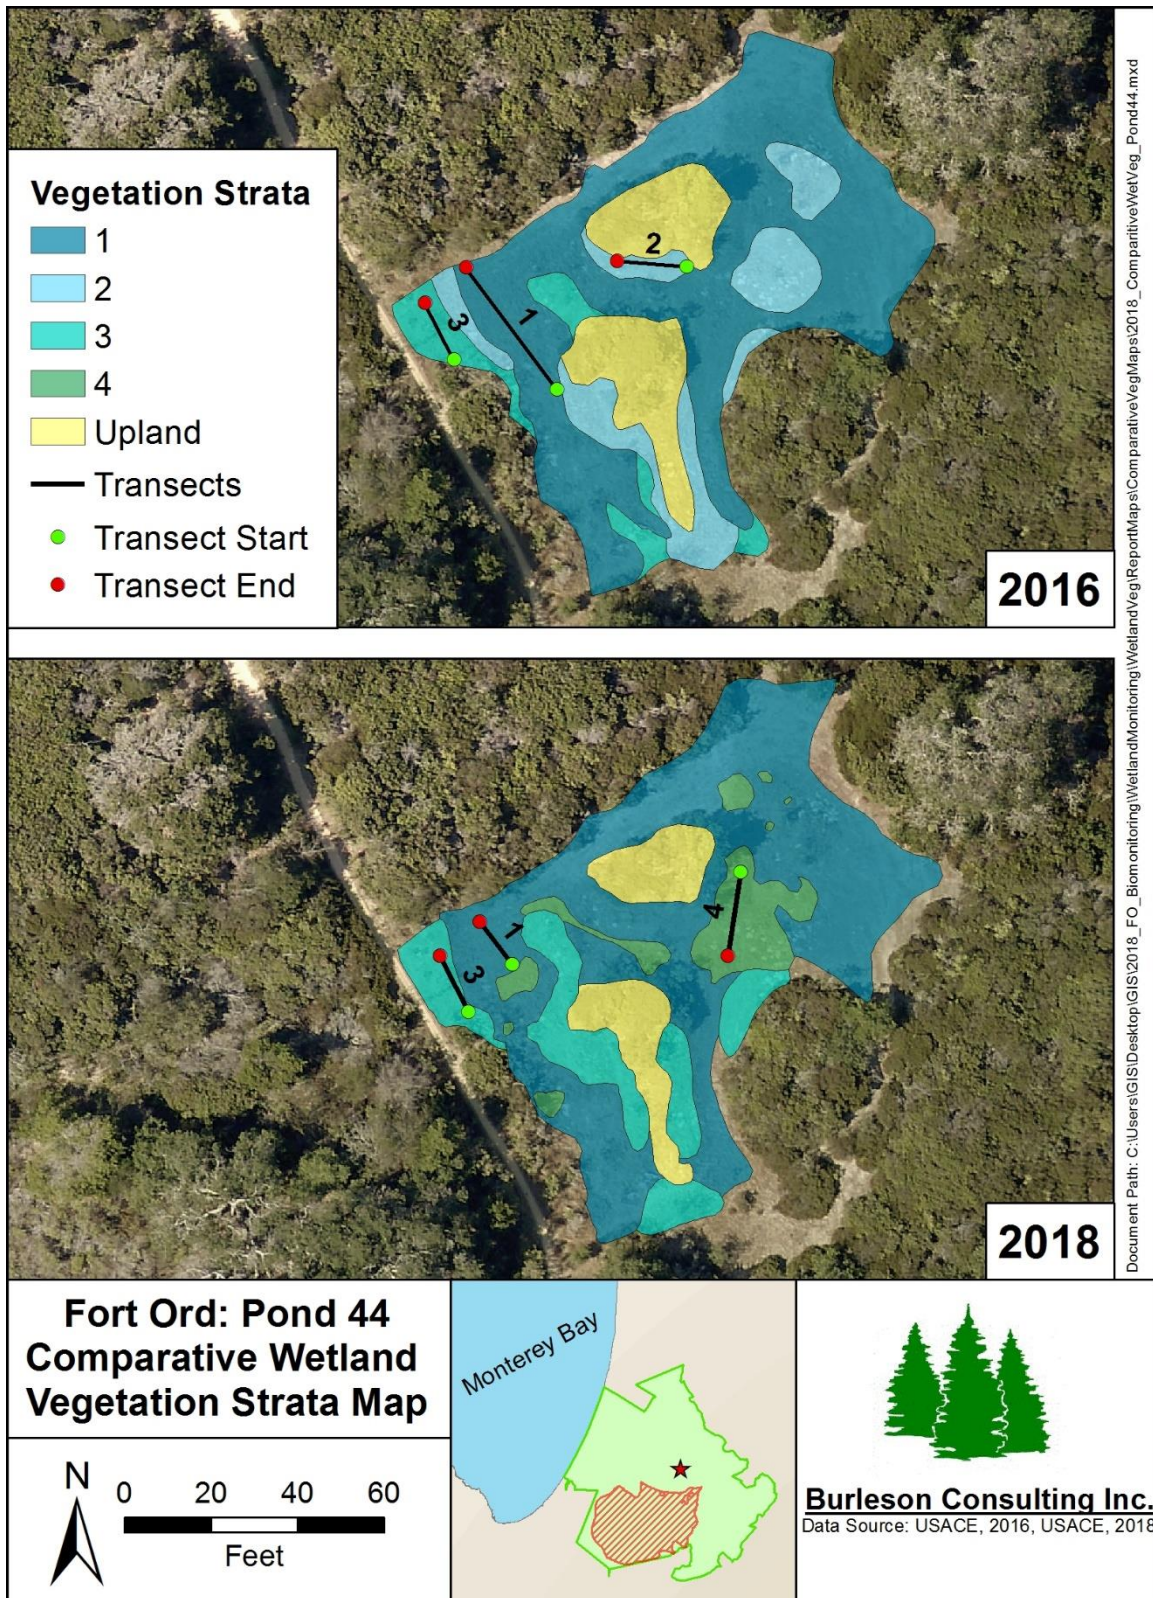 Vegetation Strata
1
2
3
4
Upland
Transects
Transect Start
Transect End
2
1
3
2016
4
1
3
2018
Document Path: C:\Users\GIS\Desktop\GIS\2018_FO_Biomonitoring\WetlandMonitoring\WetlandVeg\ReportMaps\ComparativeVegMaps\2018_ComparitiveWetVeg_Pond44.mxd
Fort Ord: Pond 44
Comparative Wetland
Vegetation Strata Map
N
0 20 40 60
Feet
Monterey Bay
Burleson Consulting Inc.
Data Source: USACE, 2016, USACE, 2018